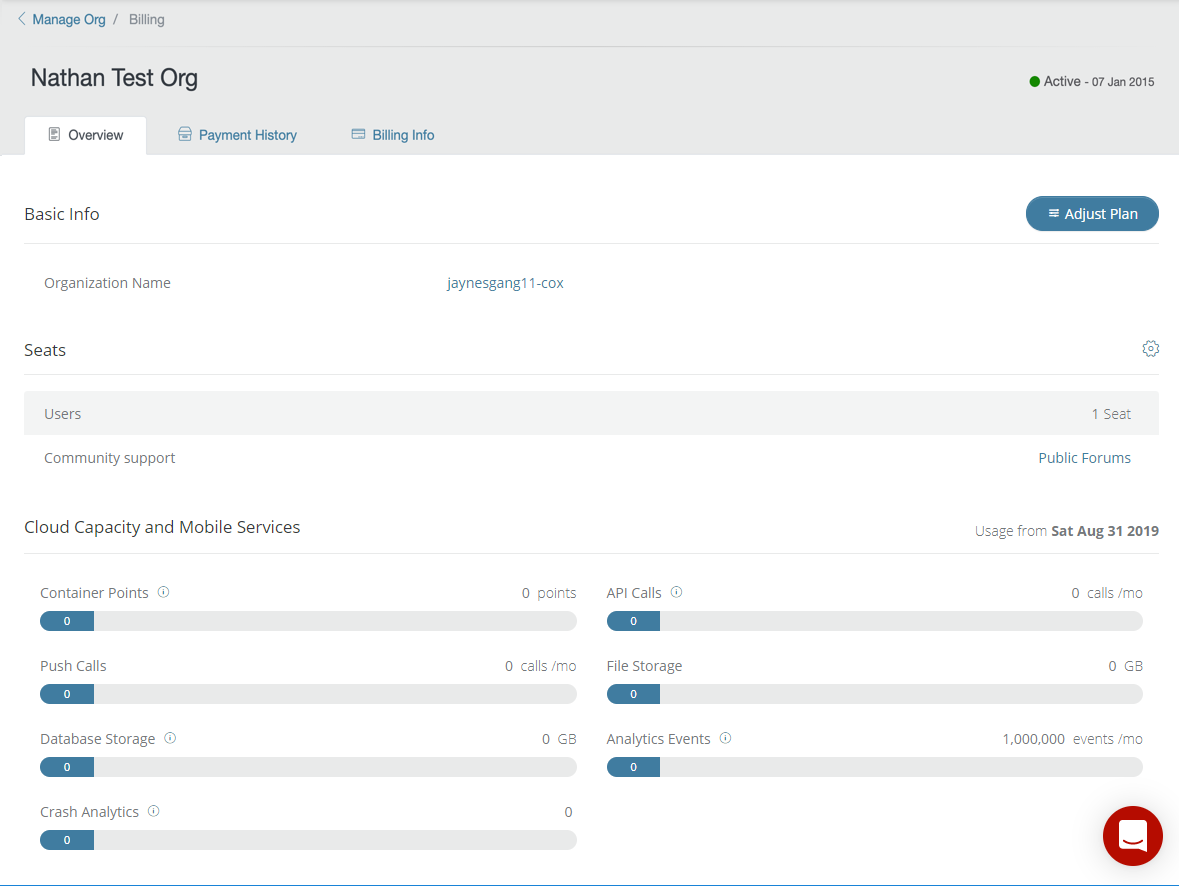 Manage Org / Billing
Nathan Test Org
Active - 07 Jan 2015
Overview Payment History Billing Info
Basic Info Adjust Plan
Organization Name jaynesgang11-cox
Seats
Users 1 Seat
Community support Public Forums
Cloud Capacity and Mobile Services Usage from Sat Aug 31 2019
Container Points 0 points
0
API Calls 0 calls /mo
0
Push Calls 0 calls /mo
0
File Storage 0 GB
0
Database Storage 0 GB
0
Analytics Events 1,000,000 events /mo
0
Crash Analytics 0
0